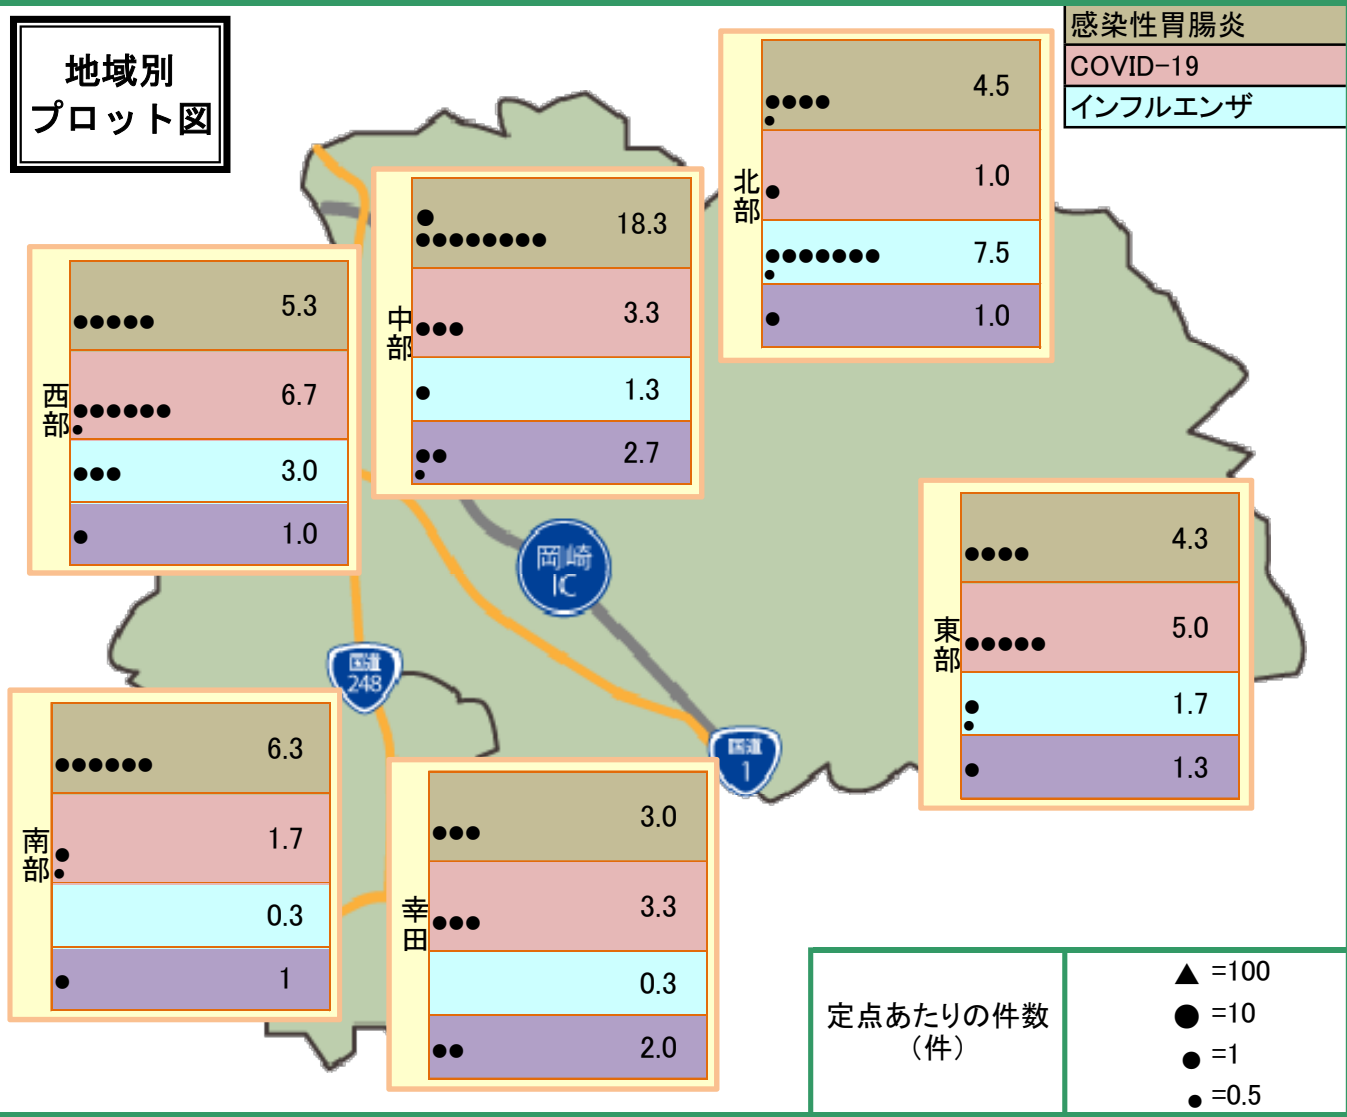 地域別
プロット図
感染性胃腸炎
COVID-19
インフルエンザ
北部
4.5
1.0
7.5
1.0
中部
18.3
3.3
1.3
2.7
西部
5.3
6.7
3.0
1.0
岡崎
IC
東部
4.3
5.0
1.7
1.3
国道
248
国道
1
南部
6.3
1.7
0.3
1
幸田
3.0
3.3
0.3
2.0
定点あたりの件数
（件）
▲ =100
● =10
● =1
● =0.5